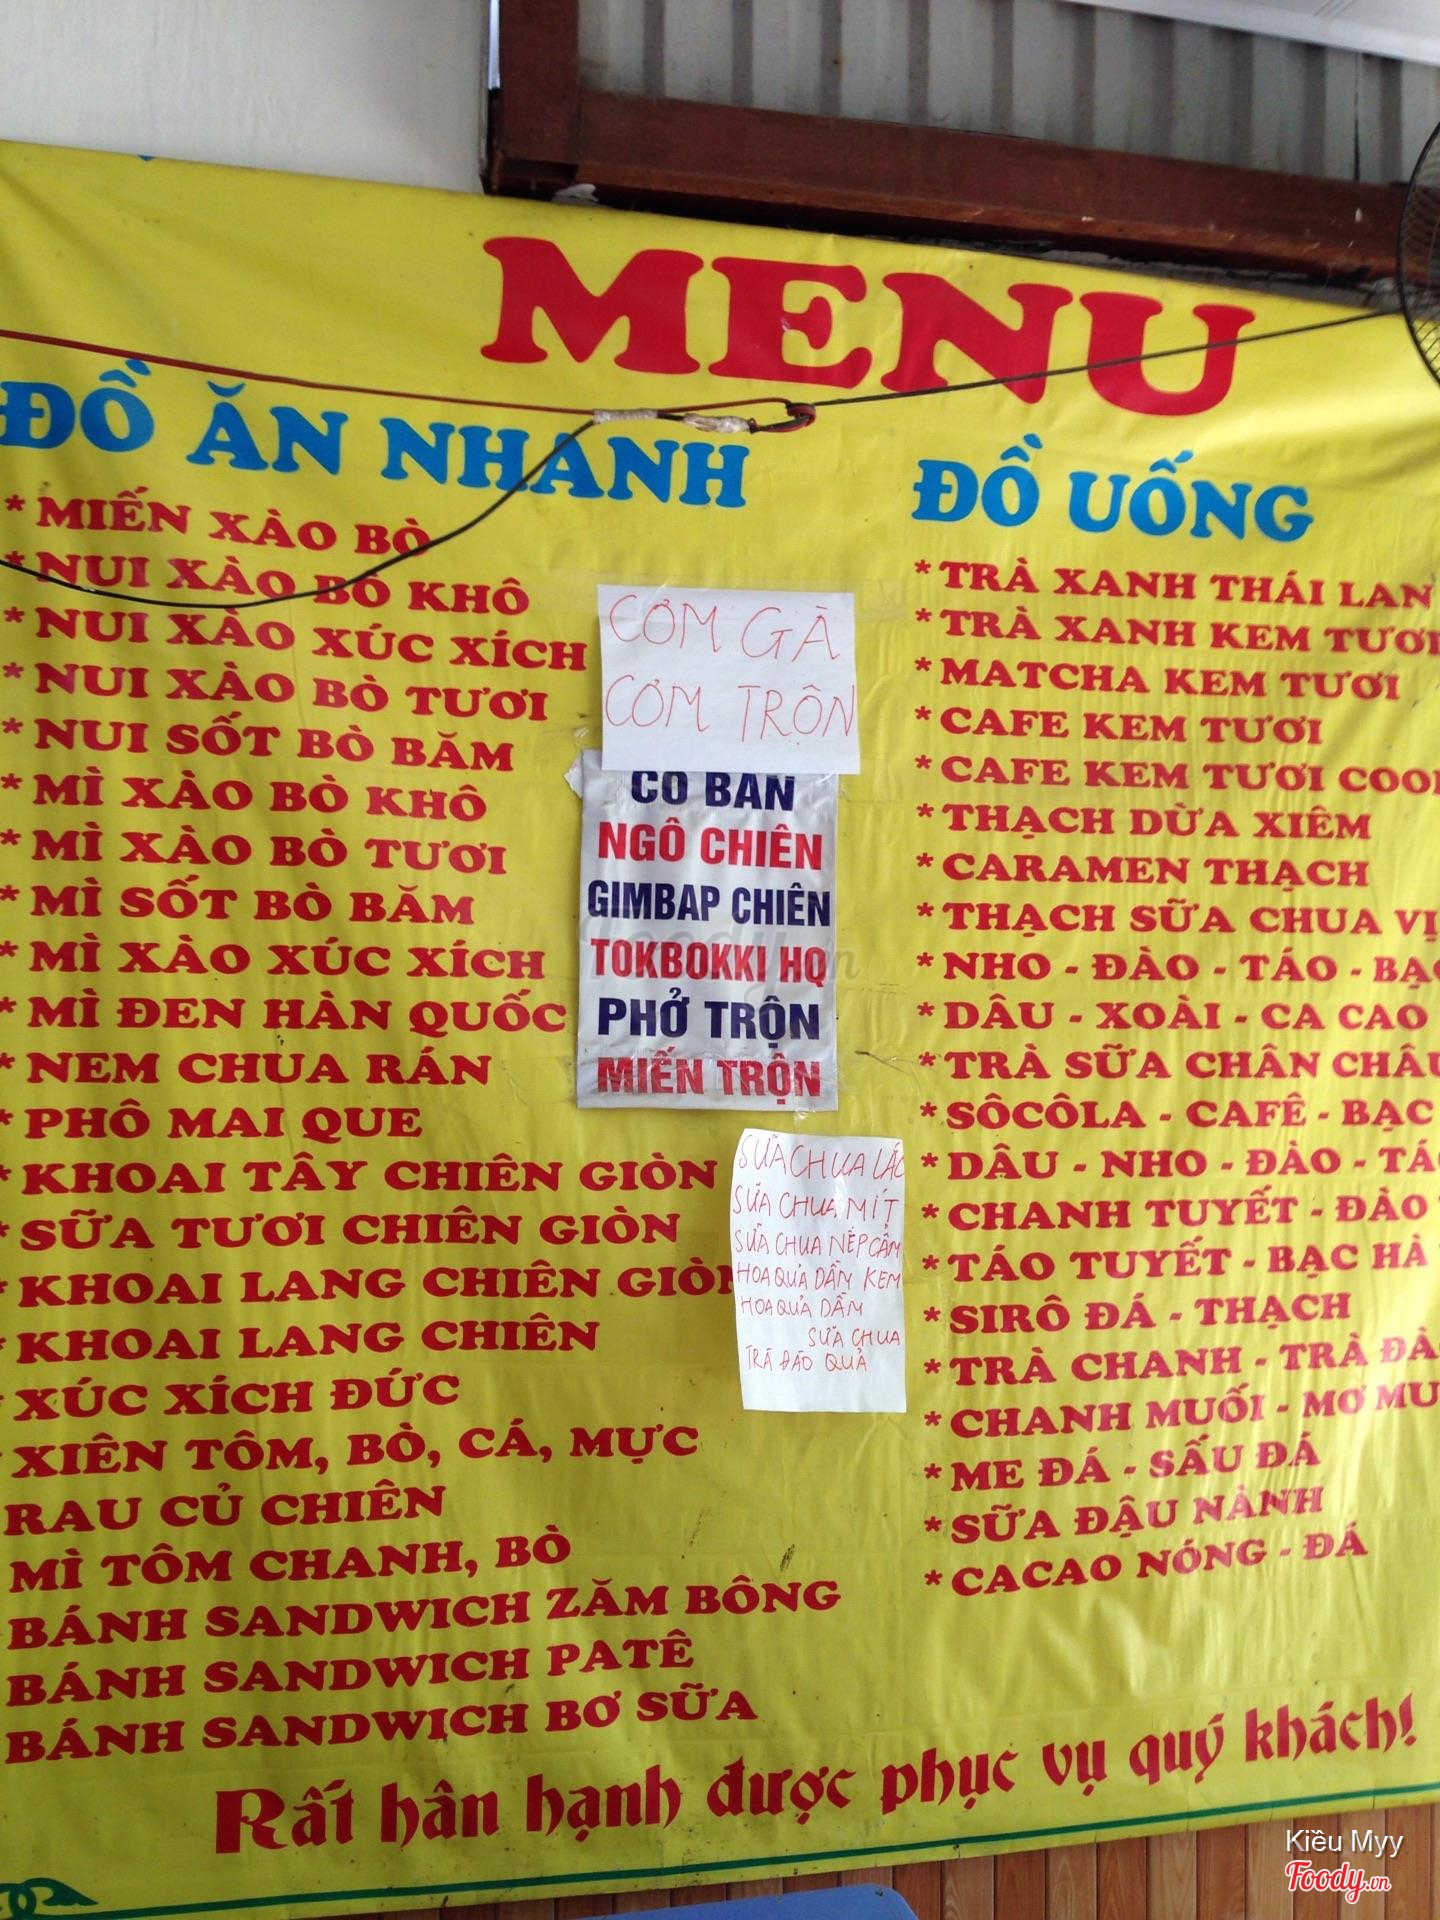 MENU
ĐỒ ĂN NHANH
* MIẾN XÀO BÒ
* NUI XÀO BÒ KHÔ
* NUI XÀO XÚC XÍCH
* NUI XÀO BÒ TƯƠI
* NUI SỐT BÒ BĂM
* MÌ XÀO BÒ KHÔ
* MÌ XÀO BÒ TƯƠI
* MÌ SỐT BÒ BĂM
* MÌ XÀO XÚC XÍCH
* MÌ ĐEN HÀN QUỐC
* NEM CHUA RÁN
* PHÔ MAI QUE
* KHOAI TÂY CHIÊN GIÒN
* SỮA TƯƠI CHIÊN GIÒN
* KHOAI LANG CHIÊN GIÒN
* KHOAI LANG CHIÊN
* XÚC XÍCH ĐỨC
XIÊN TÔM, BÒ, CÁ, MỰC
RAU CỦ CHIÊN
MÌ TÔM CHANH, BÒ
BÁNH SANDWICH ZĂM BÔNG
BÁNH SANDWICH PATÊ
BÁNH SANDWICH BƠ SỮA
CƠM GÀ
CƠM TRỘN
CÓ BÁN
NGÔ CHIÊN
GIMBAP CHIÊN
TOKBOKKI HQ
PHỞ TRỘN
MIẾN TRỘN
SỮA CHUA LẮC
SỮA CHUA MÍT
SỮA CHUA NẾP CẨM
HOA QUẢ DẦM KEM
HOA QUẢ DẦM
SỮA CHUA
TRÀ ĐÀO QUẢ
ĐỒ UỐNG
* TRÀ XANH THÁI LAN
* TRÀ XANH KEM TƯƠI
* MATCHA KEM TƯƠI
* CAFE KEM TƯƠI
* CAFE KEM TƯƠI
* THẠCH DỪA XIÊM
* CARAMEN THẠCH
* THẠCH SỮA CHUA VỊ
* NHO - ĐÀO - TÁO - BẠC
* DÂU - XOÀI - CA CAO
* TRÀ SỮA CHÂN CHÂU
* SÔCÔLA - CAFÊ - BẠC
* DÂU - NHO - ĐÀO - TÁO
* CHANH TUYẾT - ĐÀO
* TÁO TUYẾT - BẠC HÀ
* SIRÔ ĐÁ - THẠCH
* TRÀ CHANH - TRÀ ĐÀO
* CHANH MUỐI - MƠ
* ME ĐÁ - SẤU ĐÁ
* SỮA ĐẬU NÀNH
* CACAO NÓNG - ĐÁ
Rất hân hạnh được phục vụ quý khách!
Kiều Myy
Foody.vn